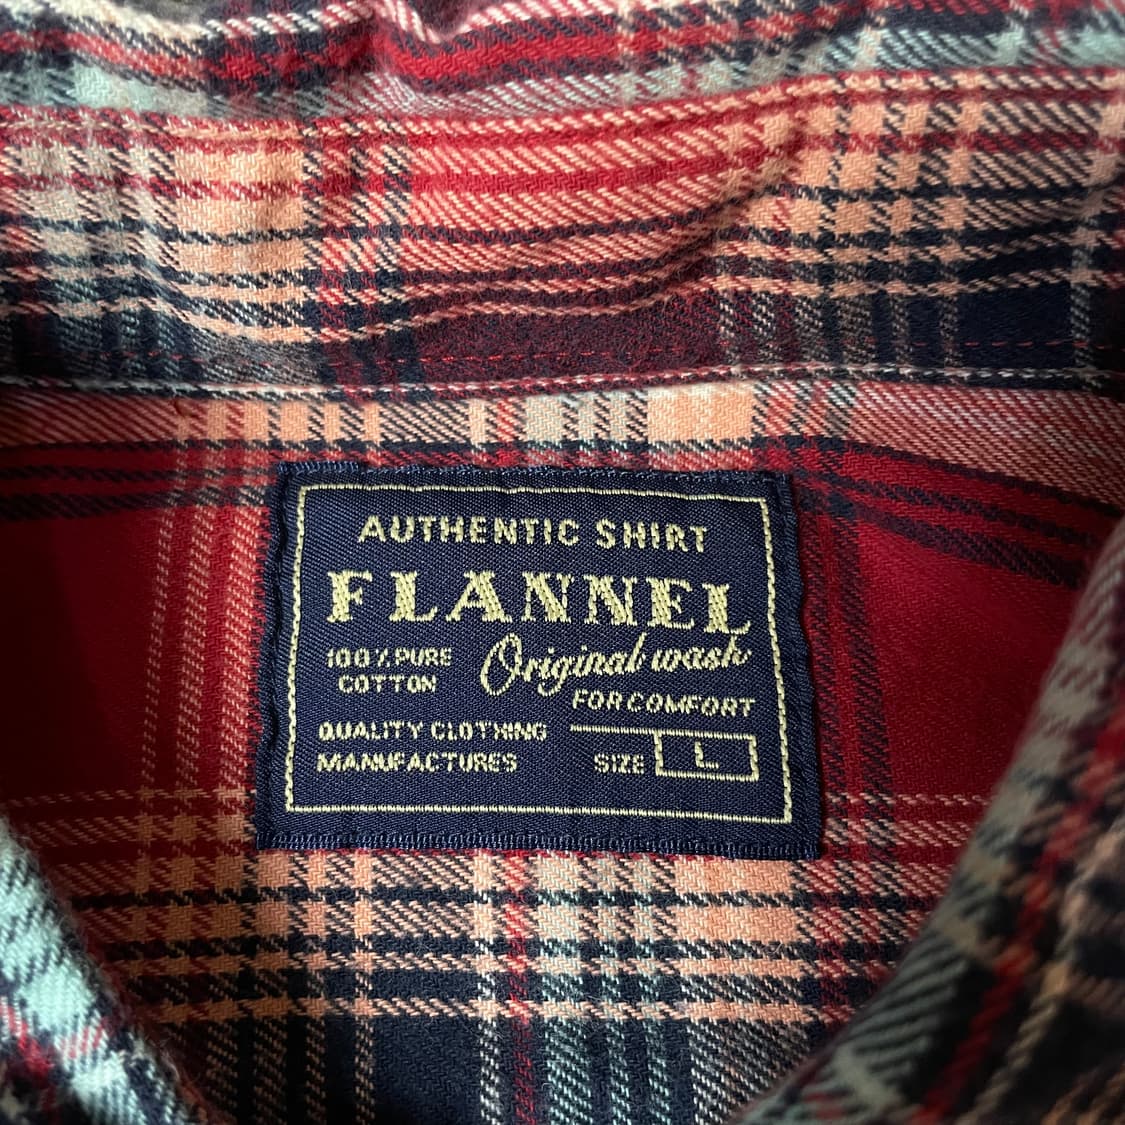 AUTHENTIC SHIRT
FLANNEL
100% PURE
COTTON
Original wash
FOR COMFORT
QUALITY CLOTHING
MANUFACTURES
SIZE L